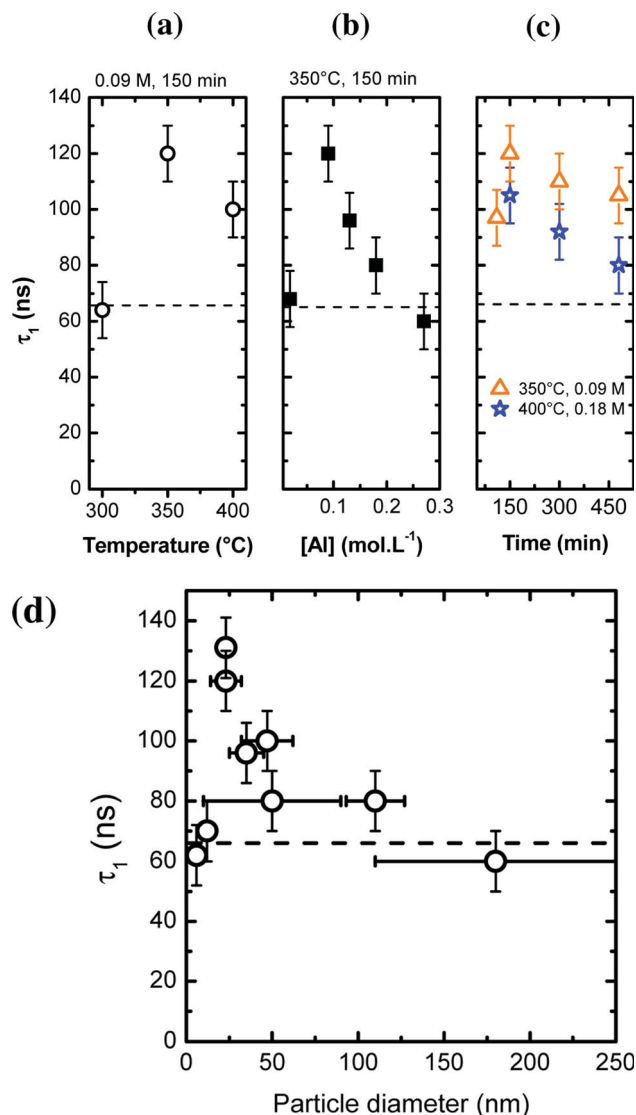 (a) (b) (c)
0.09 M, 150 min 350°C, 150 min
140
120
100
80
60
40
20
0
τ1 (ns)
300 350 400
0.1 0.2 0.3
150 300 450
350°C, 0.09 M
400°C, 0.18 M
Temperature (°C) [Al] (mol.L-1) Time (min)
(d)
140
120
100
80
60
40
20
0
τ1 (ns)
0 50 100 150 200 250
Particle diameter (nm)